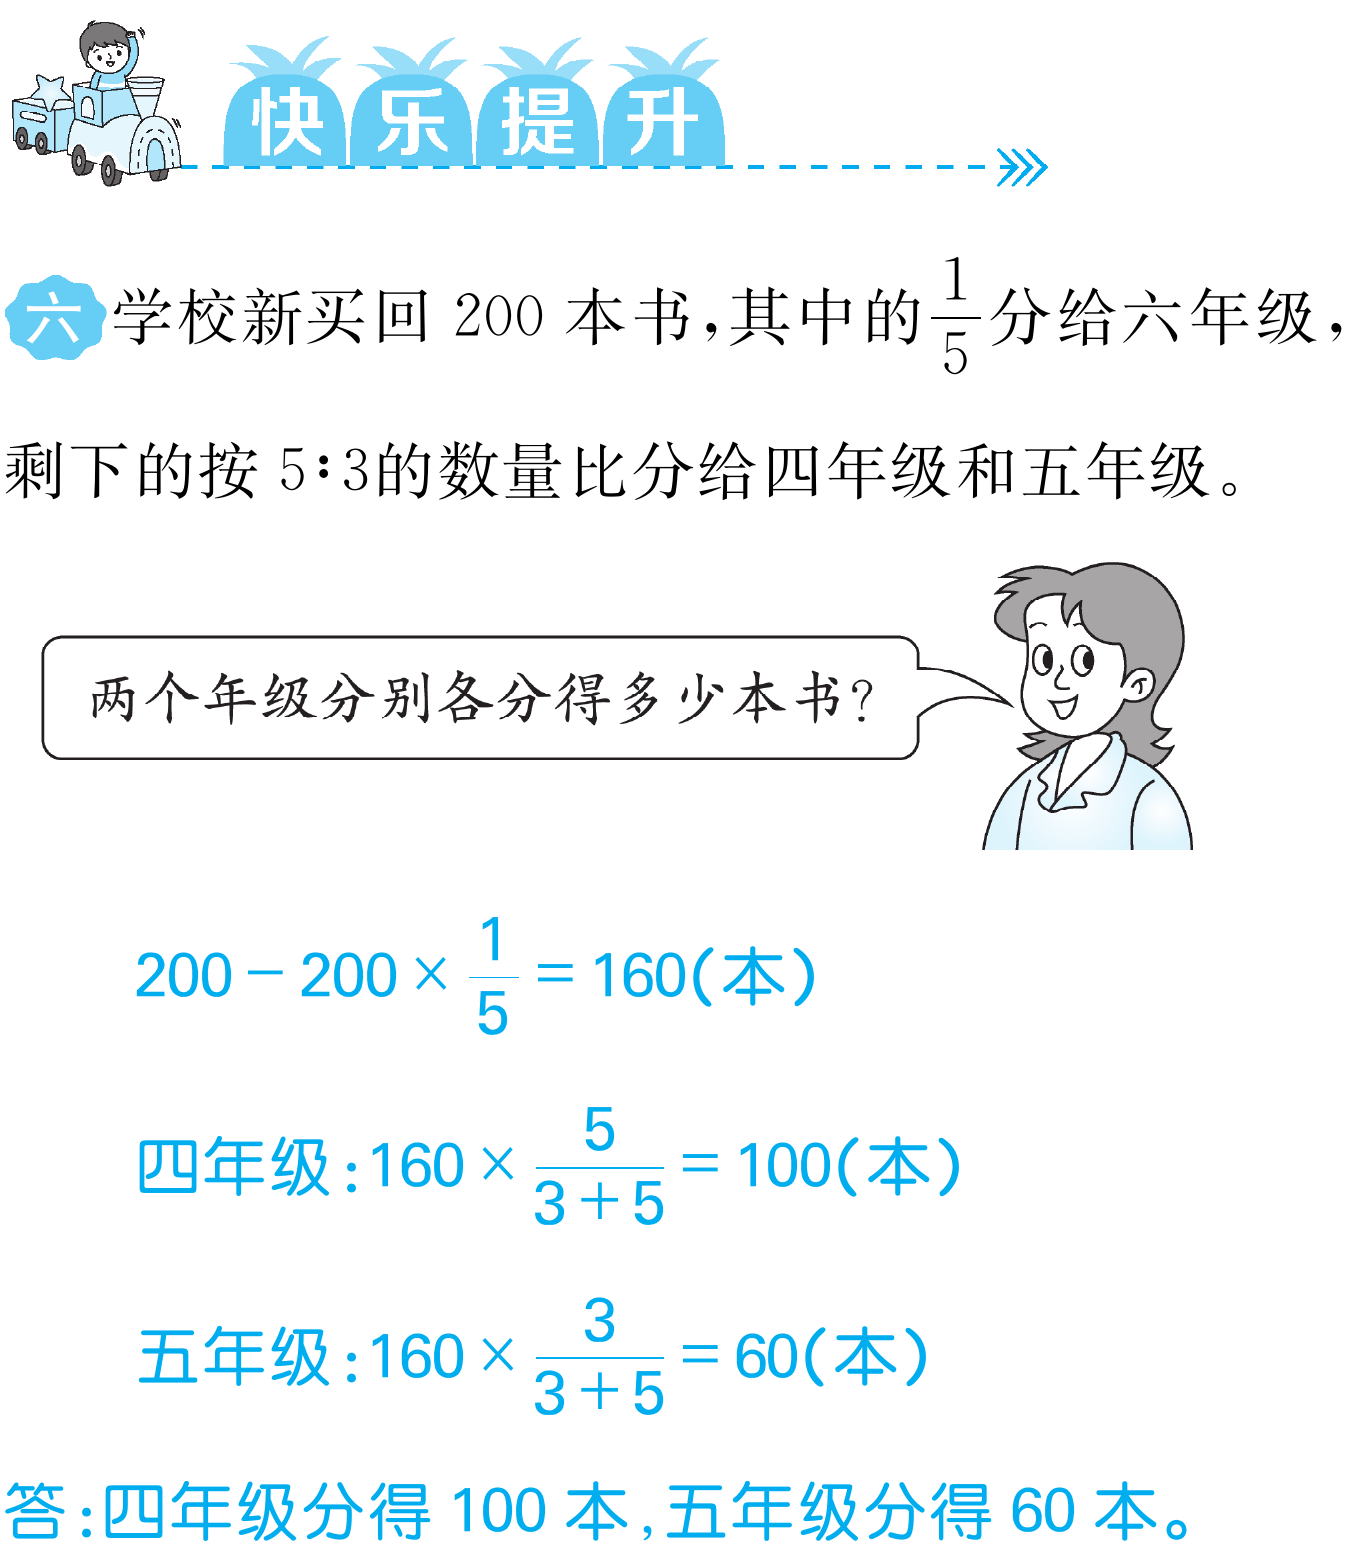 快乐提升
六 学校新买回 200 本书,其中的1/5分给六年级,
剩下的按 5∶3的数量比分给四年级和五年级。
两个年级分别各分得多少本书?
200 − 200 × 1/5 = 160(本)
四年级:160 × 5/(3 + 5) = 100(本)
五年级:160 × 3/(3 + 5) = 60(本)
答:四年级分得 100 本,五年级分得 60 本。